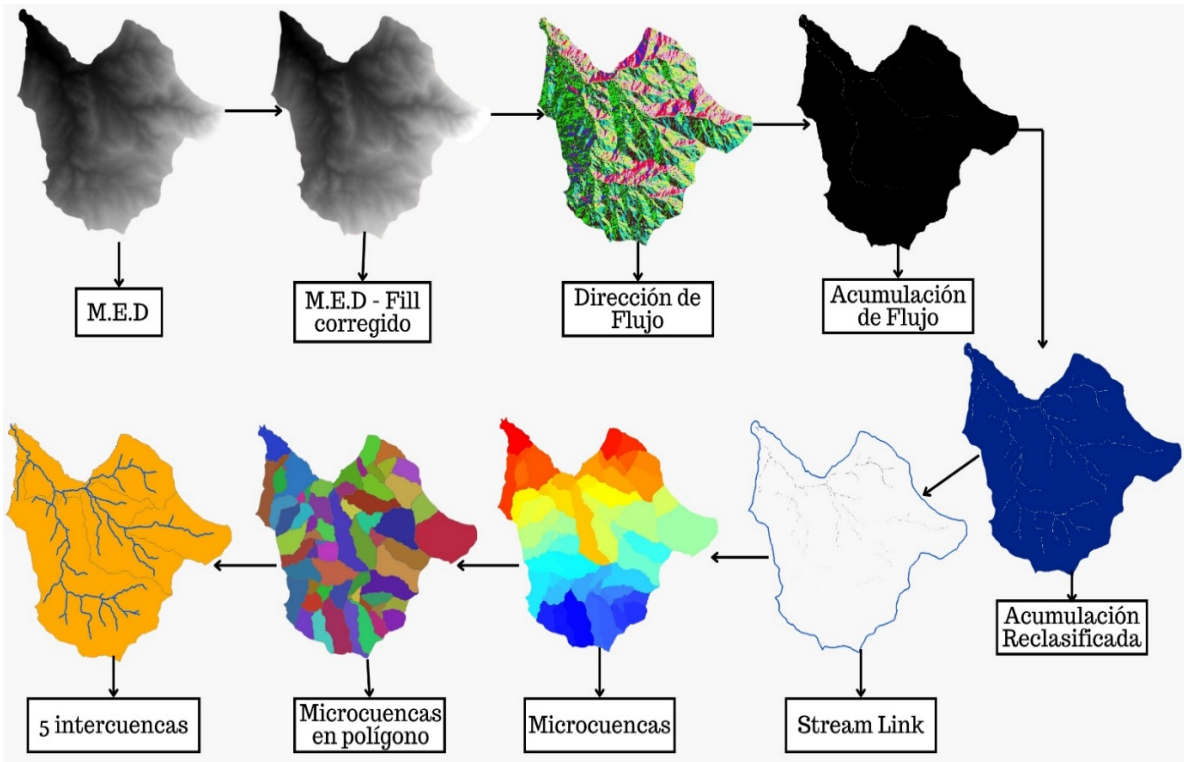 M.E.D
M.E.D - Fill
corregido
Dirección de
Flujo
Acumulación
de Flujo
Acumulación
Reclasificada
Stream Link
Microcuencas
Microcuencas
en polígono
5 intercuencas